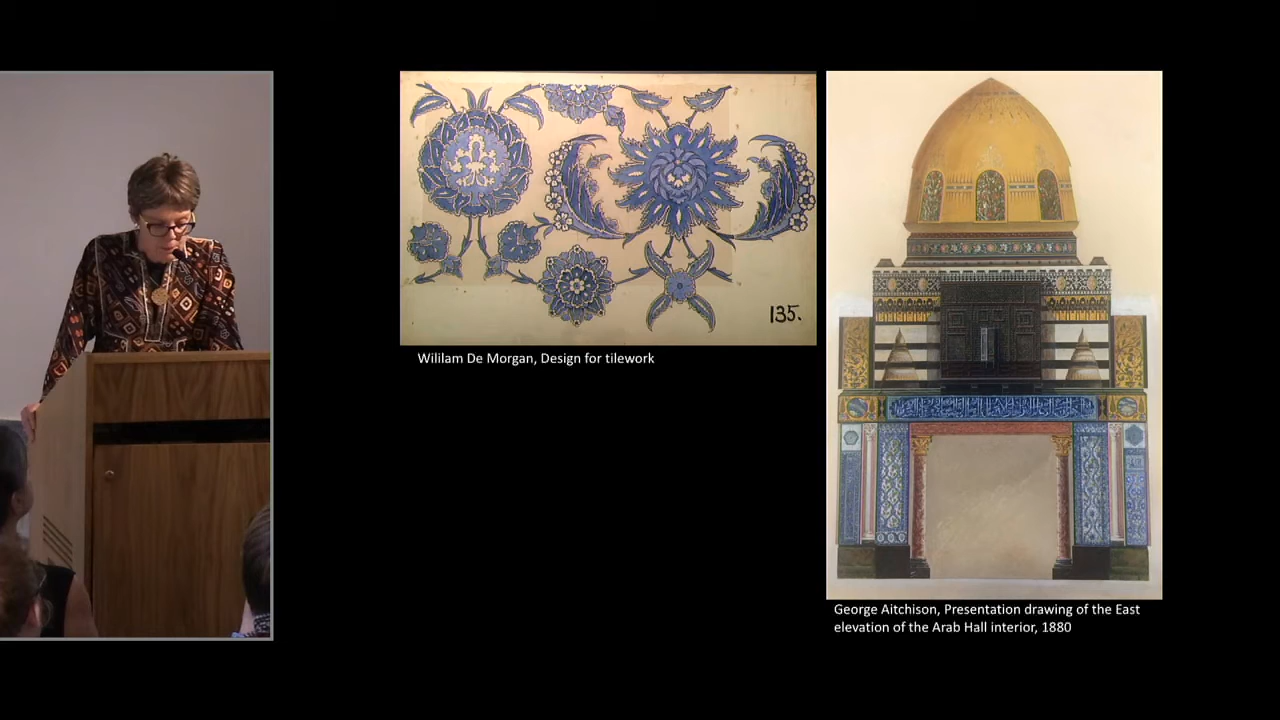 135.
Wililam De Morgan, Design for tilework
George Aitchison, Presentation drawing of the East
elevation of the Arab Hall interior, 1880